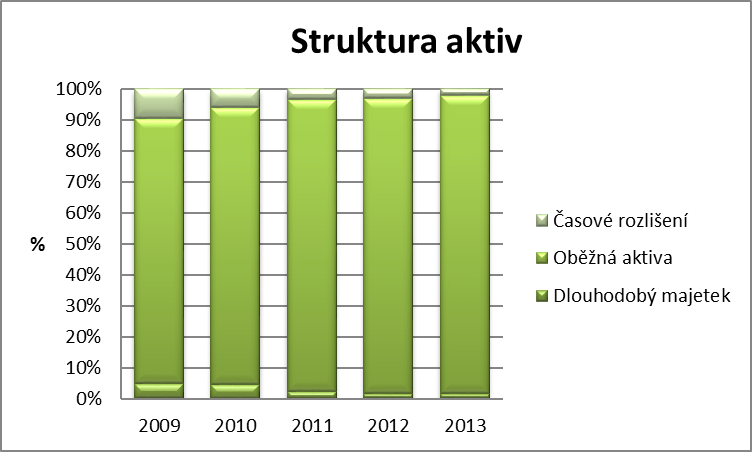 Struktura aktiv
100%
90%
80%
70%
60%
50%
40%
30%
20%
10%
0%
%
2009 2010 2011 2012 2013
Časové rozlišení
Oběžná aktiva
Dlouhodobý majetek